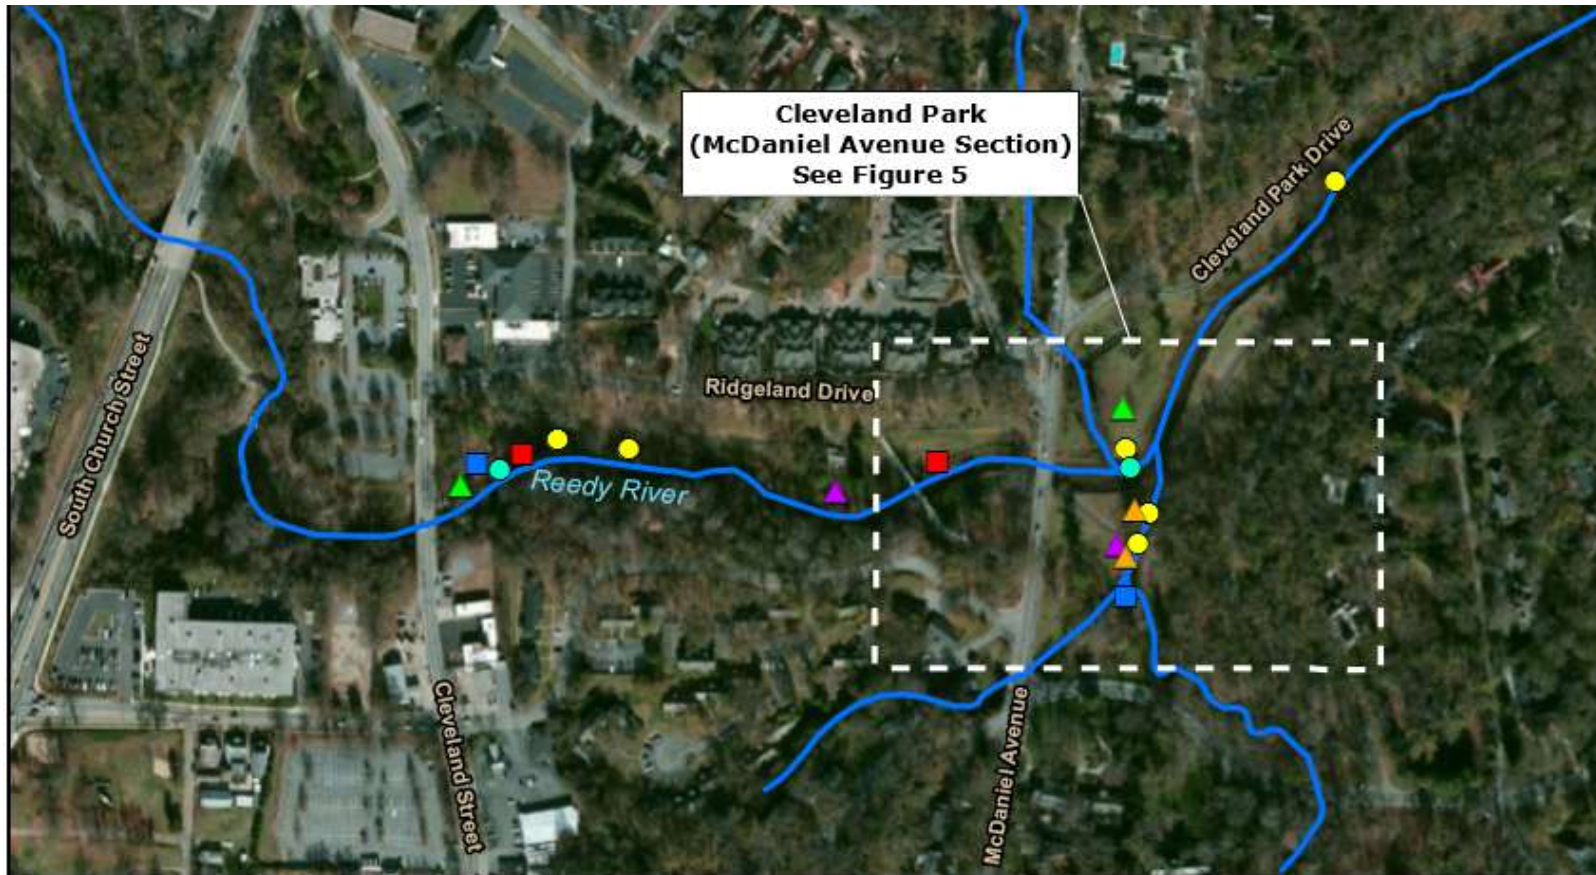 Cleveland Park
(McDaniel Avenue Section)
See Figure 5
Cleveland Park Drive
South Church Street
Ridgeland Drive
Reedy River
Cleveland Street
McDaniel Avenue